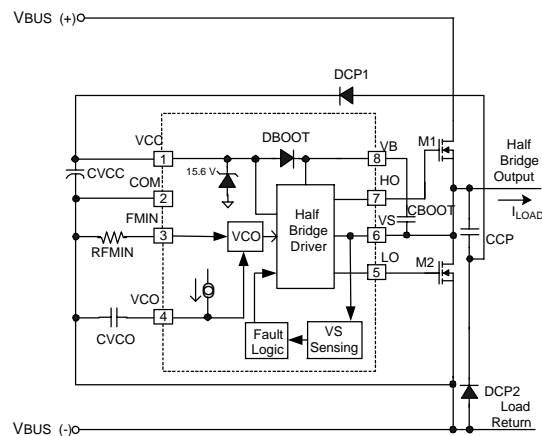 VBUS (+)
DCP1
VCC
1
DBOOT
VB
8
M1
Half
Bridge
Output
15.6 V
CVCC
COM
2
HO
7
ILOAD
FMIN
CBOOT
VS
RFMIN
3
VCO
Half
Bridge
Driver
6
CCP
LO
M2
5
VCO
4
CVCO
Fault
Logic
VS
Sensing
DCP2
Load
Return
VBUS (-)